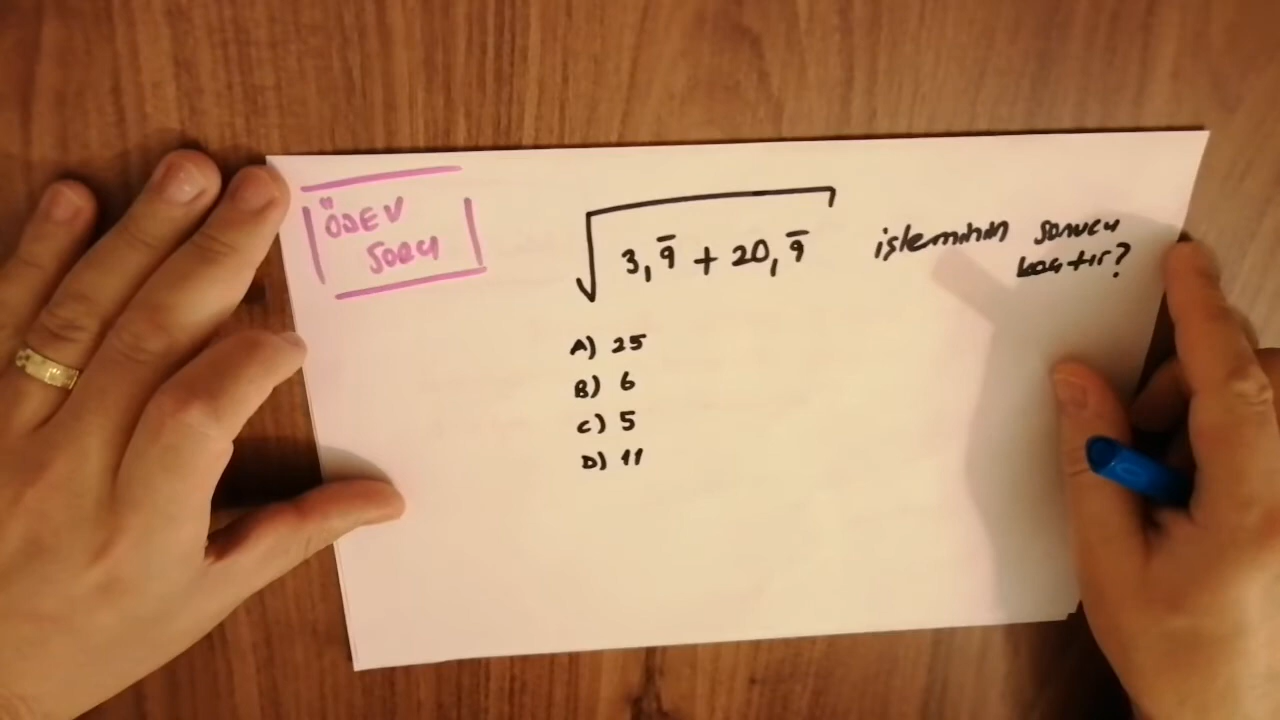 ÖDEV
SORU
√3,9̅ + 20,9̅ işleminin sonucu
kaçtır?
A) 25
B) 6
C) 5
D) 11